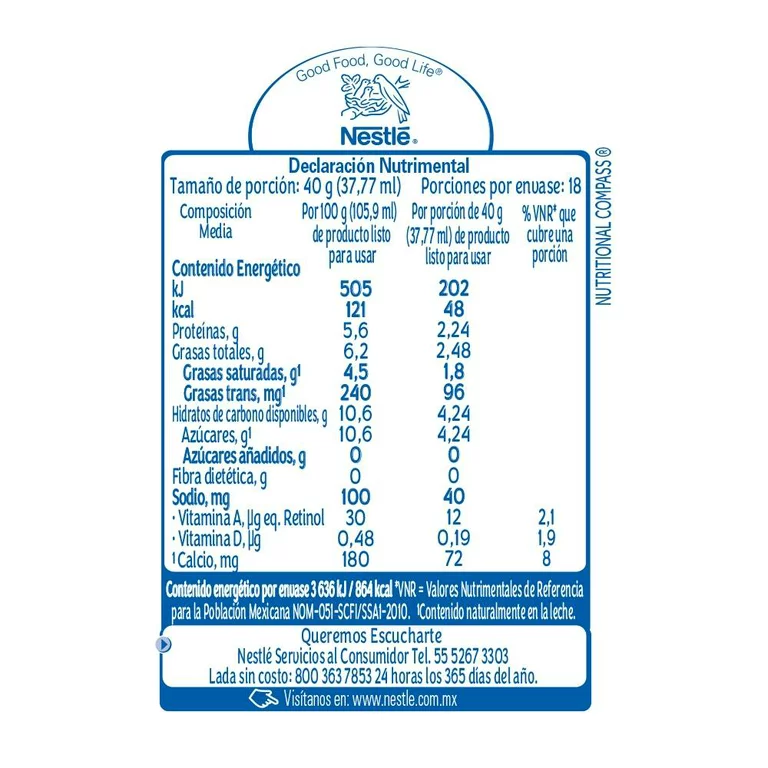 Good Food, Good Life®
Nestlé®
Declaración Nutrimental
Tamaño de porción: 40 g (37,77 ml) Porciones por envase: 18
Composición Media Por 100 g (105,9 ml) de producto listo para usar Por porción de 40 g (37,77 ml) de producto listo para usar % VNR* que cubre una porción
Contenido Energético
kJ 505 202
kcal 121 48
Proteínas, g 5,6 2,24
Grasas totales, g 6,2 2,48
Grasas saturadas, g¹ 4,5 1,8
Grasas trans, mg¹ 240 96
Hidratos de carbono disponibles, g 10,6 4,24
Azúcares, g¹ 10,6 4,24
Azúcares añadidos, g 0 0
Fibra dietética, g 0 0
Sodio, mg 100 40
• Vitamina A, µg eq. Retinol 30 12 2,1
• Vitamina D, µg 0,48 0,19 1,9
¹ Calcio, mg 180 72 8
Contenido energético por envase 3 636 kJ / 864 kcal *VNR = Valores Nutrimentales de Referencia
para la Población Mexicana NOM-051-SCFI/SSA1-2010. ¹Contenido naturalmente en la leche.
Queremos Escucharte
Nestlé Servicios al Consumidor Tel. 55 5267 3303
Lada sin costo: 800 363 7853 24 horas los 365 días del año.
Visítanos en: www.nestle.com.mx
NUTRITIONAL COMPASS®